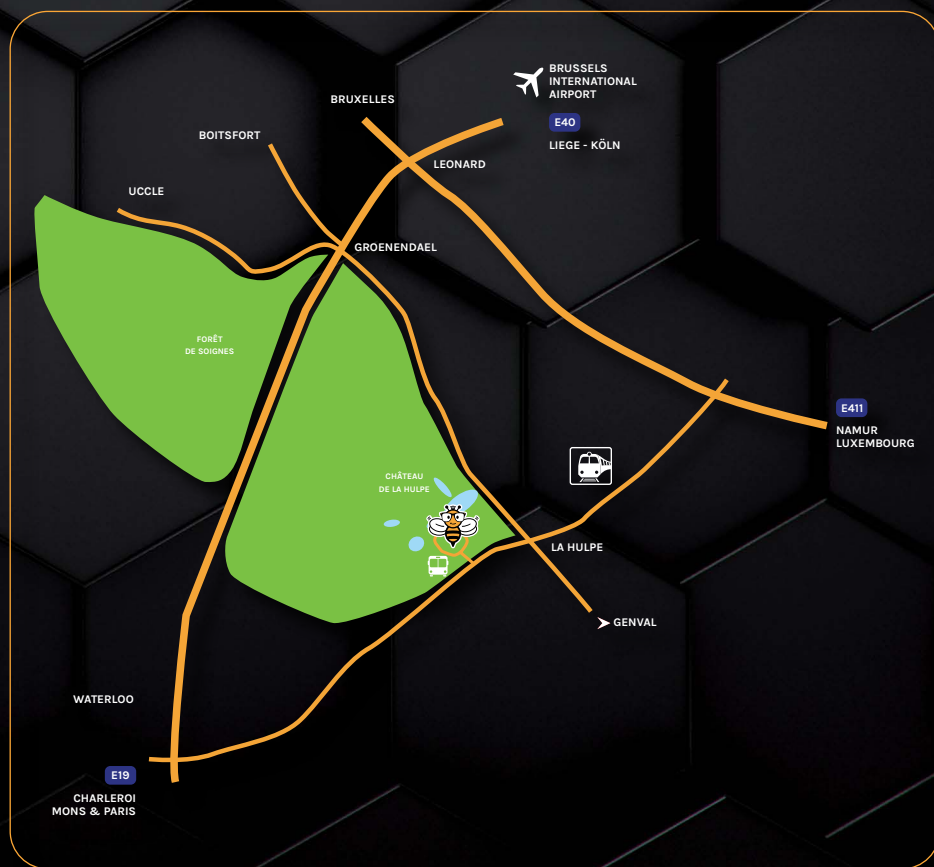 BRUSSELS
INTERNATIONAL
AIRPORT
BRUXELLES
E40
BOITSFORT
LIEGE - KÖLN
LEONARD
UCCLE
GROENENDAEL
FORÊT
DE SOIGNES
E411
NAMUR
LUXEMBOURG
CHÂTEAU
DE LA HULPE
LA HULPE
GENVAL
WATERLOO
E19
CHARLEROI
MONS & PARIS